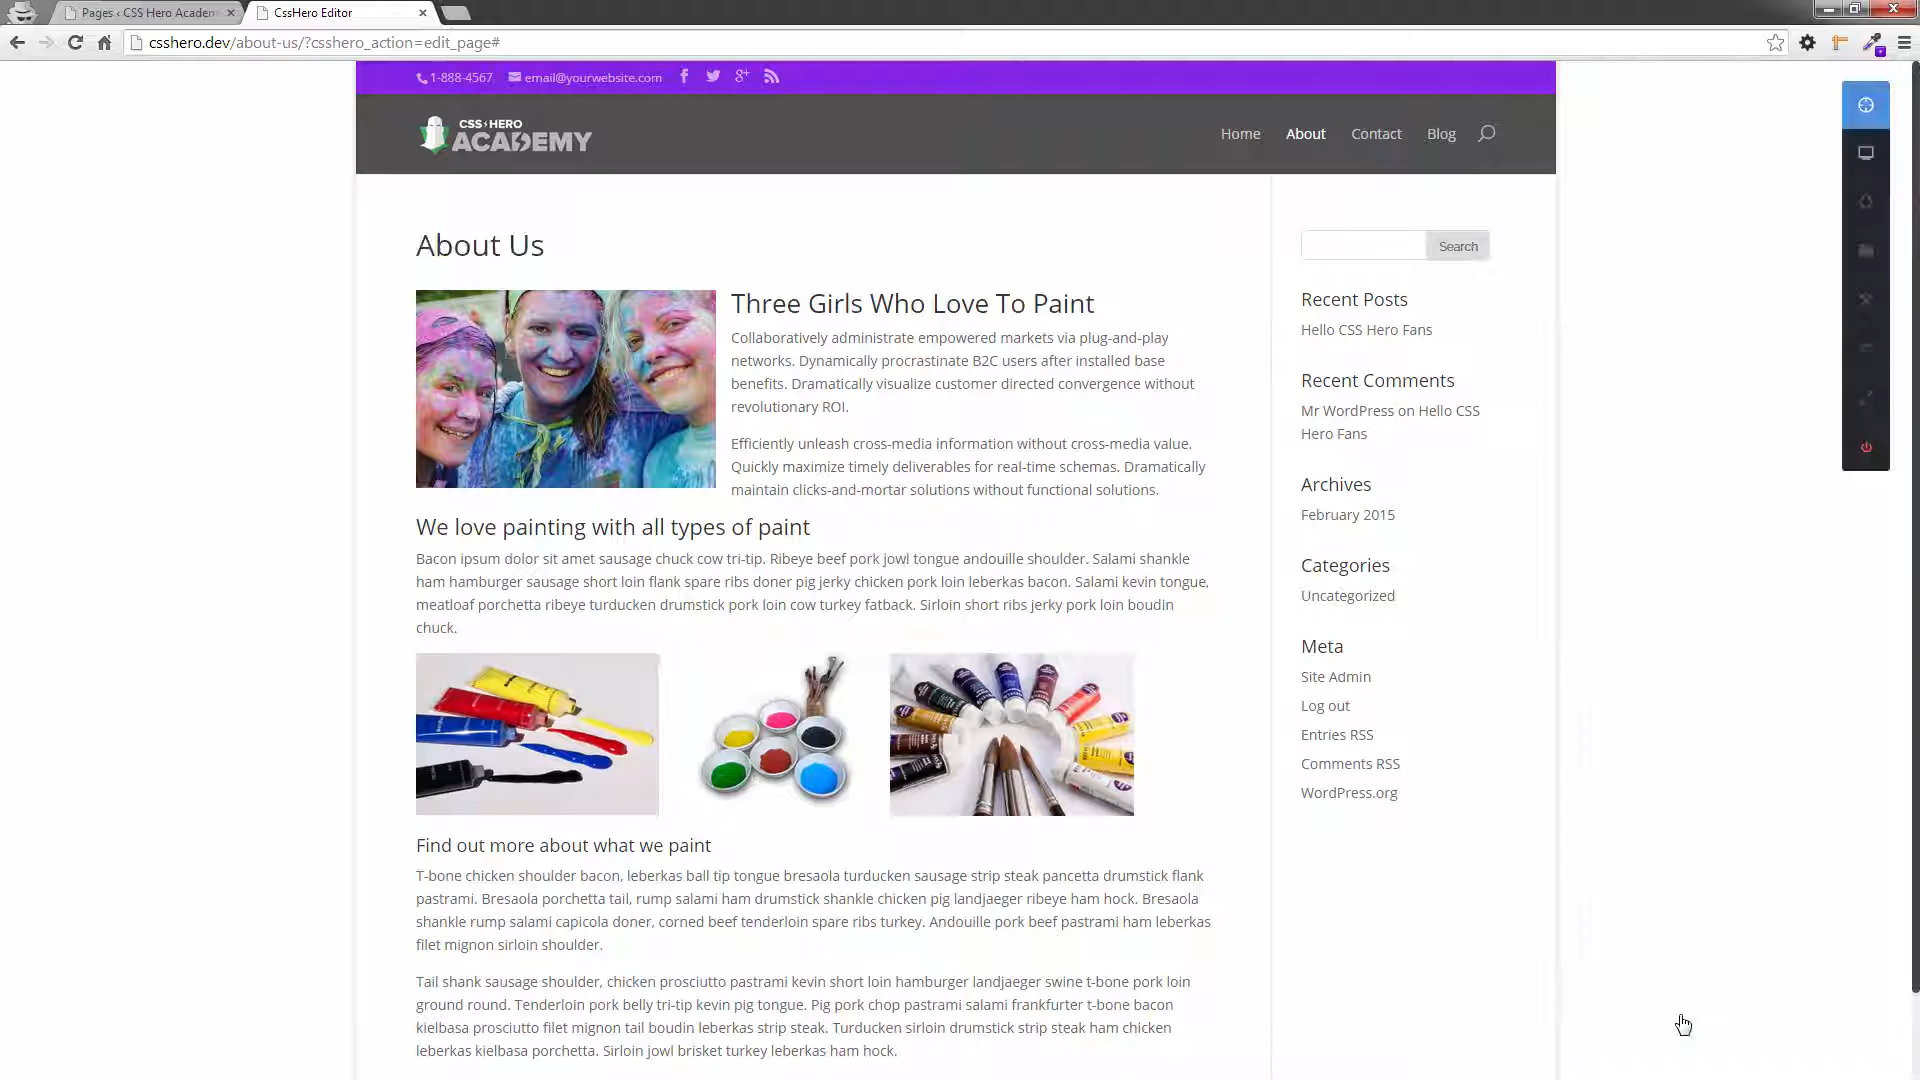 Pages ‹ CSS Hero Academ
CssHero Editor
csshero.dev/about-us/?csshero_action=edit_page#
1-888-4567
email@yourwebsite.com
CSS HERO
ACADEMY
Home
About
Contact
Blog
About Us
Search
Three Girls Who Love To Paint
Collaboratively administrate empowered markets via plug-and-play
networks. Dynamically procrastinate B2C users after installed base
benefits. Dramatically visualize customer directed convergence without
revolutionary ROI.
Efficiently unleash cross-media information without cross-media value.
Quickly maximize timely deliverables for real-time schemas. Dramatically
maintain clicks-and-mortar solutions without functional solutions.
We love painting with all types of paint
Bacon ipsum dolor sit amet sausage chuck cow tri-tip. Ribeye beef pork jowl tongue andouille shoulder. Salami shankle
ham hamburger sausage short loin flank spare ribs doner pig jerky chicken pork loin leberkas bacon. Salami kevin tongue,
meatloaf porchetta ribeye turducken drumstick pork loin cow turkey fatback. Sirloin short ribs jerky pork loin boudin
chuck.
Find out more about what we paint
T-bone chicken shoulder bacon, leberkas ball tip tongue bresaola turducken sausage strip steak pancetta drumstick flank
pastrami. Bresaola porchetta tail, rump salami ham drumstick shankle chicken pig landjaeger ribeye ham hock. Bresaola
shankle rump salami capicola doner, corned beef tenderloin spare ribs turkey. Andouille pork beef pastrami ham leberkas
filet mignon sirloin shoulder.
Tail shank sausage shoulder, chicken prosciutto pastrami kevin short loin hamburger landjaeger swine t-bone pork loin
ground round. Tenderloin pork belly tri-tip kevin pig tongue. Pig pork chop pastrami salami frankfurter t-bone bacon
kielbasa prosciutto filet mignon tail boudin leberkas strip steak. Turducken sirloin drumstick strip steak ham chicken
leberkas kielbasa porchetta. Sirloin jowl brisket turkey leberkas ham hock.
Recent Posts
Hello CSS Hero Fans
Recent Comments
Mr WordPress on Hello CSS
Hero Fans
Archives
February 2015
Categories
Uncategorized
Meta
Site Admin
Log out
Entries RSS
Comments RSS
WordPress.org